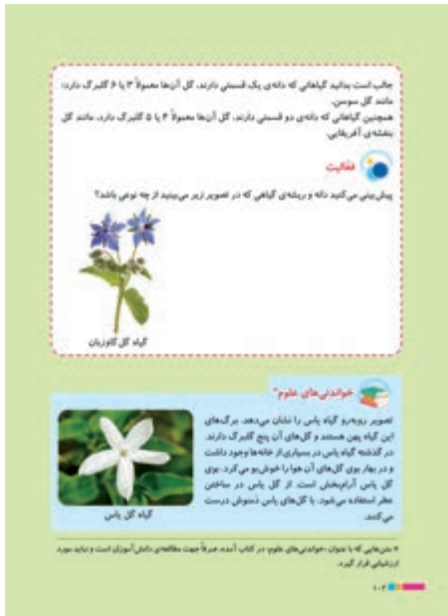 جالب است بدانید گیاهانی که دانه‌ی یک قسمتی دارند، گل آن‌ها معمولاً ۳ یا ۶ گلبرگ دارد؛
مانند گل سوسن.
همچنین گیاهانی که دانه‌ی دو قسمتی دارند، گل آن‌ها معمولاً ۴ یا ۵ گلبرگ دارد، مانند گل
بنفشه‌ی آفریقایی.
فعّالیت
پیش‌بینی می‌کنید دانه و ریشه‌ی گیاهی که در تصویر زیر می‌بینید از چه نوعی باشد؟
گیاه گل گاوزبان
خواندنی‌های علوم*
تصویر روبه‌رو گیاه یاس را نشان می‌دهد. برگ‌های
این گیاه پهن هستند و گل‌های آن پنج گلبرگ دارند.
در گذشته گیاه یاس در بسیاری از خانه‌ها وجود داشت
و در بهار بوی گل‌های آن هوا را خوش‌بو می‌کرد. بوی
گل یاس آرام‌بخش است. از گل یاس در ساختن
عطر استفاده می‌شود. با گل‌های یاس دمنوش درست
می‌کنند.
گیاه گل یاس
* متن‌هایی که با عنوان «خواندنی‌های علوم» در کتاب آمده، صرفاً جهت مطالعه‌ی دانش‌آموزان است و نباید مورد
ارزشیابی قرار گیرد.